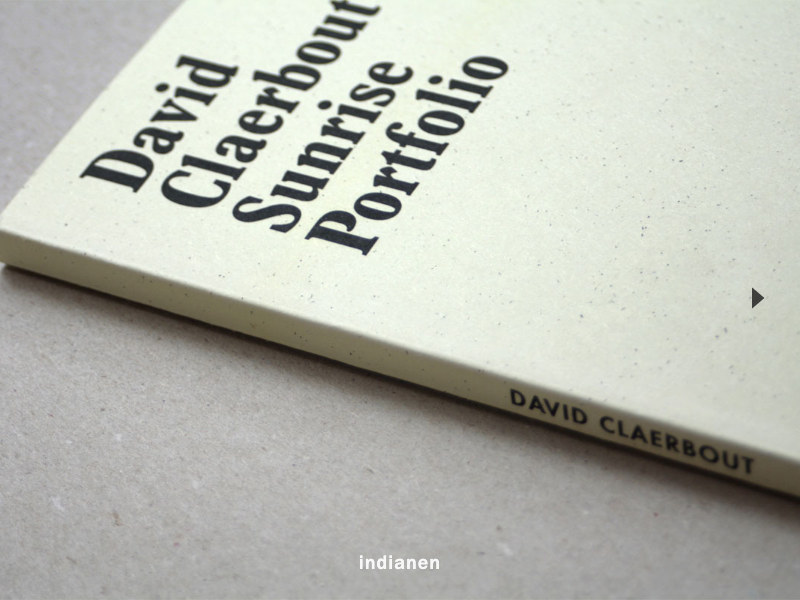 David
Claerbout
Sunrise
Portfolio
DAVID CLAERBOUT
indianen